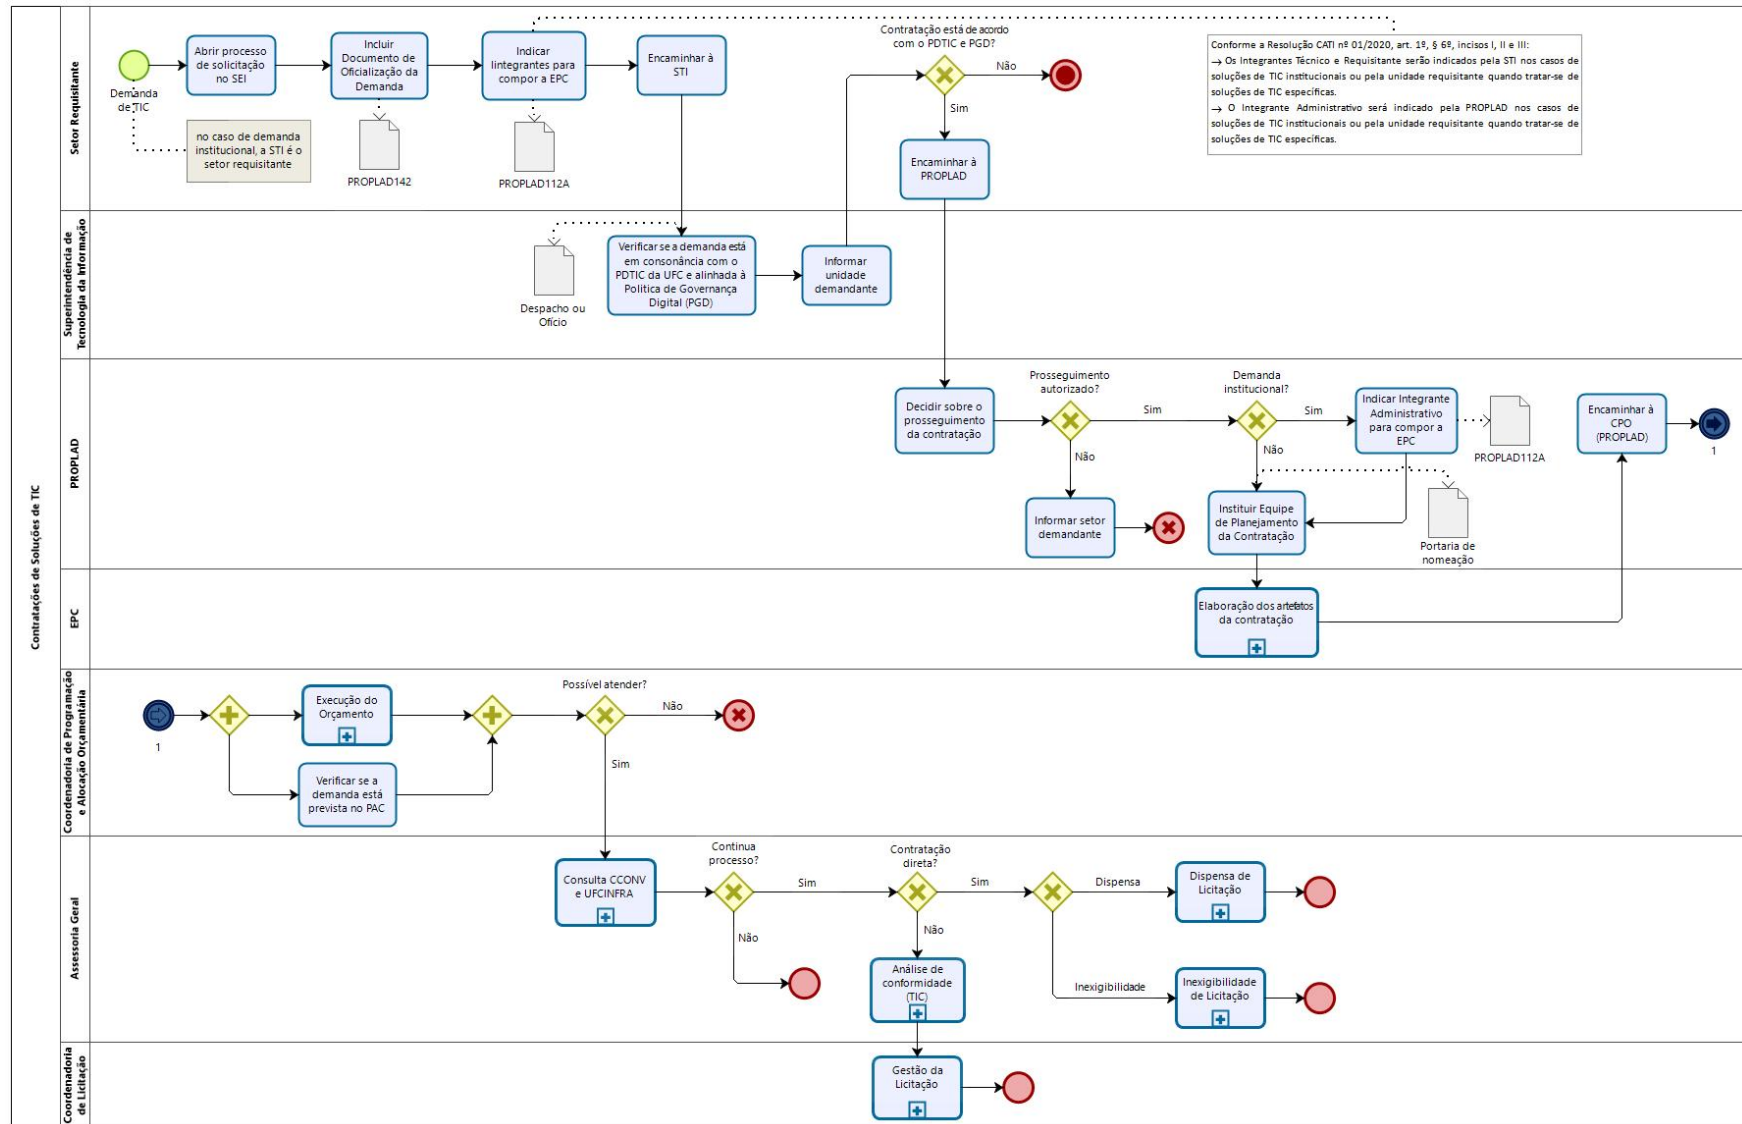 Contratações de Soluções de TIC
Setor Requisitante
Demanda
de TIC
no caso de demanda
institucional, a STI é o
setor requisitante
Abrir processo
de solicitação
no SEI
Incluir
Documento de
Oficialização da
Demanda
PROPLAD142
Indicar
Iintegrantes para
compor a EPC
PROPLAD112A
Encaminhar à
STI
Contratação está de acordo
com o PDTIC e PGD?
Não
Sim
Encaminhar à
PROPLAD
Conforme a Resolução CATI nº 01/2020, art. 1º, § 6º, incisos I, II e III:
→ Os Integrantes Técnico e Requisitante serão indicados pela STI nos casos de
soluções de TIC institucionais ou pela unidade requisitante quando tratar-se de
soluções de TIC específicas.
→ O Integrante Administrativo será indicado pela PROPLAD nos casos de
soluções de TIC institucionais ou pela unidade requisitante quando tratar-se de
soluções de TIC específicas.
Superintendência de
Tecnologia da Informação
Despacho ou
Ofício
Verificar se a demanda está
em consonância com o
PDTIC da UFC e alinhada à
Política de Governança
Digital (PGD)
Informar
unidade
demandante
PROPLAD
Decidir sobre o
prosseguimento
da contratação
Prosseguimento
autorizado?
Sim
Não
Informar setor
demandante
Demanda
institucional?
Sim
Não
Indicar Integrante
Administrativo
para compor a
EPC
PROPLAD112A
Instituir Equipe
de Planejamento
da Contratação
Portaria de
nomeação
Encaminhar à
CPO
(PROPLAD)
1
EPC
Elaboração dos artefatos
da contratação
Coordenadoria de Programação
e Alocação Orçamentária
1
Execução do
Orçamento
Verificar se a
demanda está
prevista no PAC
Possível atender?
Não
Sim
Assessoria Geral
Consulta CCONV
e UFCINFRA
Continua
processo?
Sim
Não
Contratação
direta?
Sim
Não
Análise de
conformidade
(TIC)
Dispensa
Dispensa de
Licitação
Inexigibilidade
Inexigibilidade
de Licitação
Coordenadoria
de Licitação
Gestão da
Licitação